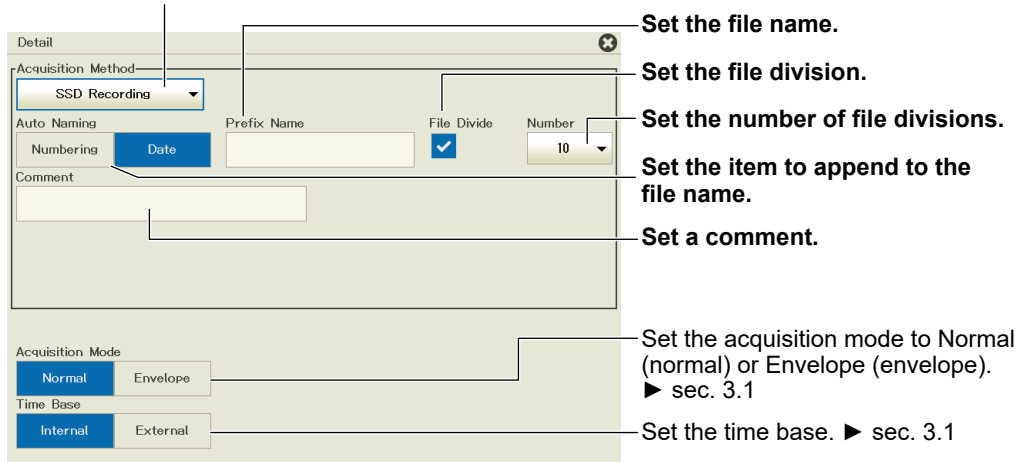 Set the file name.
Detail
Acquisition Method
Set the file division.
SSD Recording
Auto Naming
Prefix Name
File Divide
Number
Set the number of file divisions.
Numbering
Date
10
Set the item to append to the
file name.
Comment
Set a comment.
Set the acquisition mode to Normal
(normal) or Envelope (envelope).
► sec. 3.1
Acquisition Mode
Normal
Envelope
Time Base
Internal
External
Set the time base. ► sec. 3.1